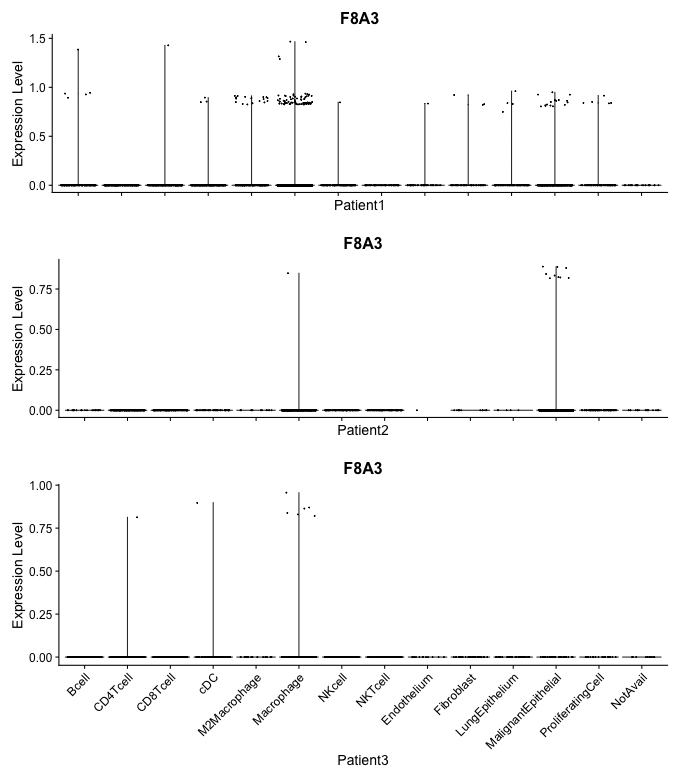 F8A3
Expression Level
1.5
1.0
0.5
0.0
Patient1
F8A3
Expression Level
0.75
0.50
0.25
0.00
Patient2
F8A3
Expression Level
1.00
0.75
0.50
0.25
0.00
Bcell
CD4Tcell
CD8Tcell
cDC
M2Macrophage
Macrophage
NKcell
NKTcell
Endothelium
Fibroblast
LungEpithelium
MalignantEpithelial
ProliferatingCell
NotAvail
Patient3